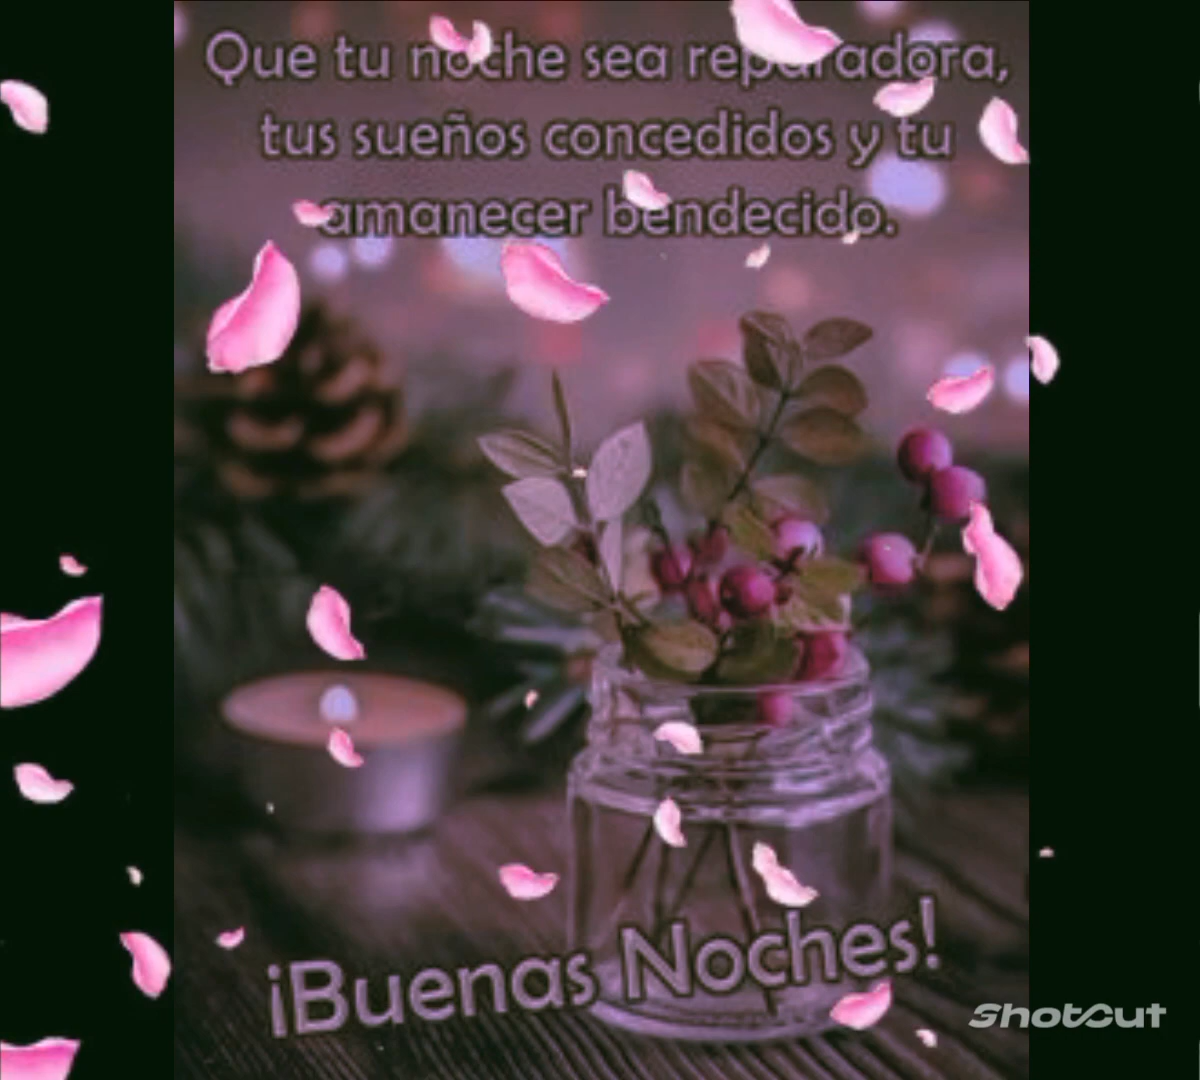 Que tu noche sea reparadora,
tus sueños concedidos y tu
amanecer bendecido.
¡Buenas Noches!
ShotCut